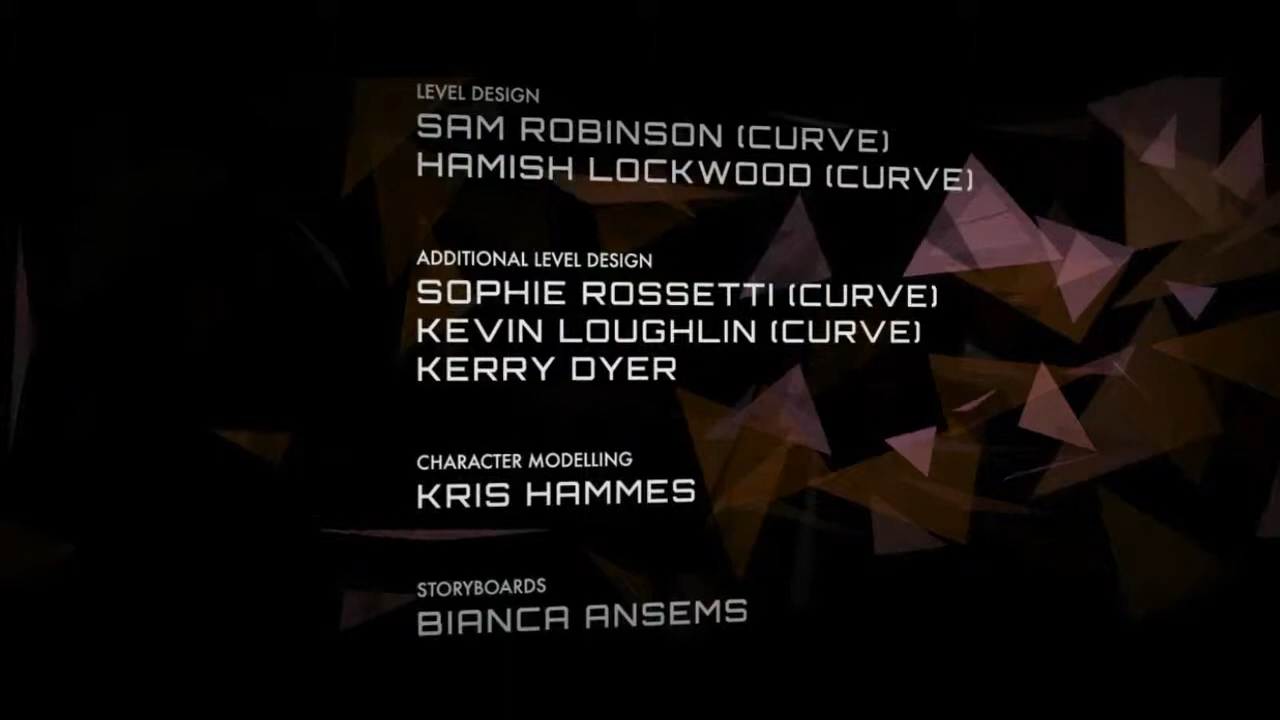 LEVEL DESIGN
SAM ROBINSON (CURVE)
HAMISH LOCKWOOD (CURVE)
ADDITIONAL LEVEL DESIGN
SOPHIE ROSSETTI (CURVE)
KEVIN LOUGHLIN (CURVE)
KERRY DYER
CHARACTER MODELLING
KRIS HAMMES
STORYBOARDS
BIANCA ANSEMS